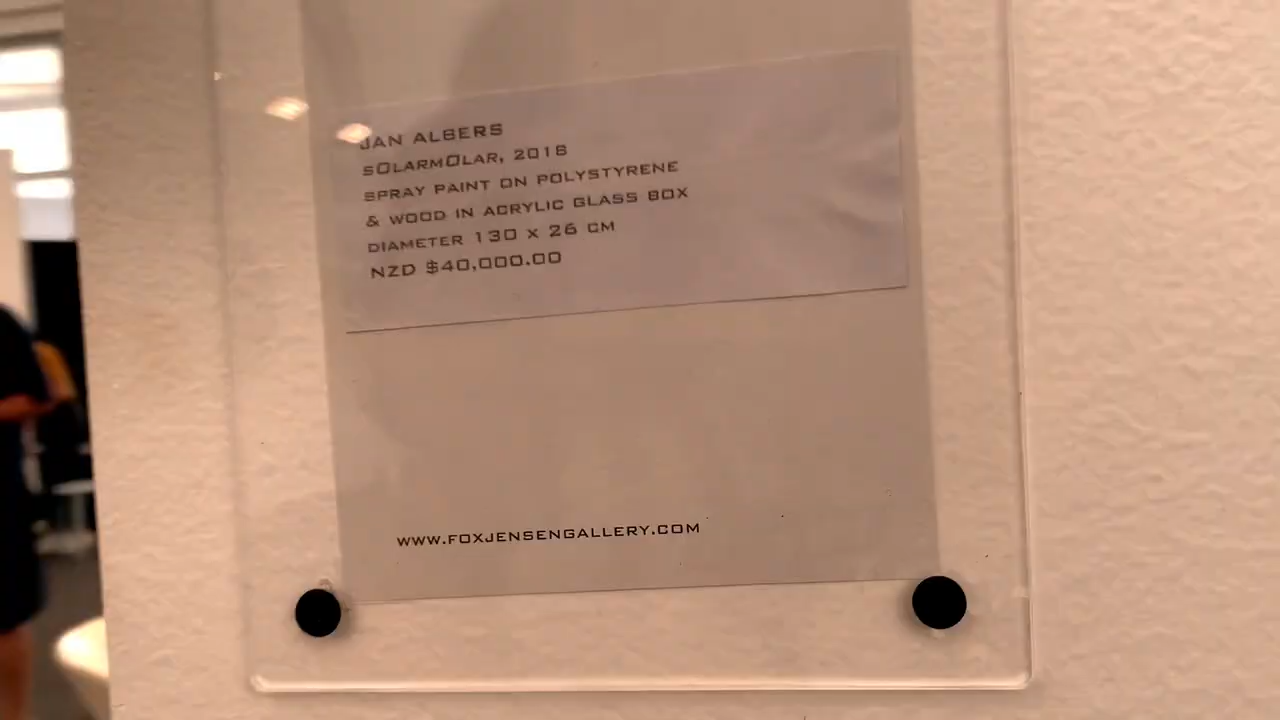 JAN ALBERS
sOLARMOLAR, 2018
SPRAY PAINT ON POLYSTYRENE
& WOOD IN ACRYLIC GLASS BOX
DIAMETER 130 x 26 CM
NZD $40,000.00
WWW.FOXJENSENGALLERY.COM